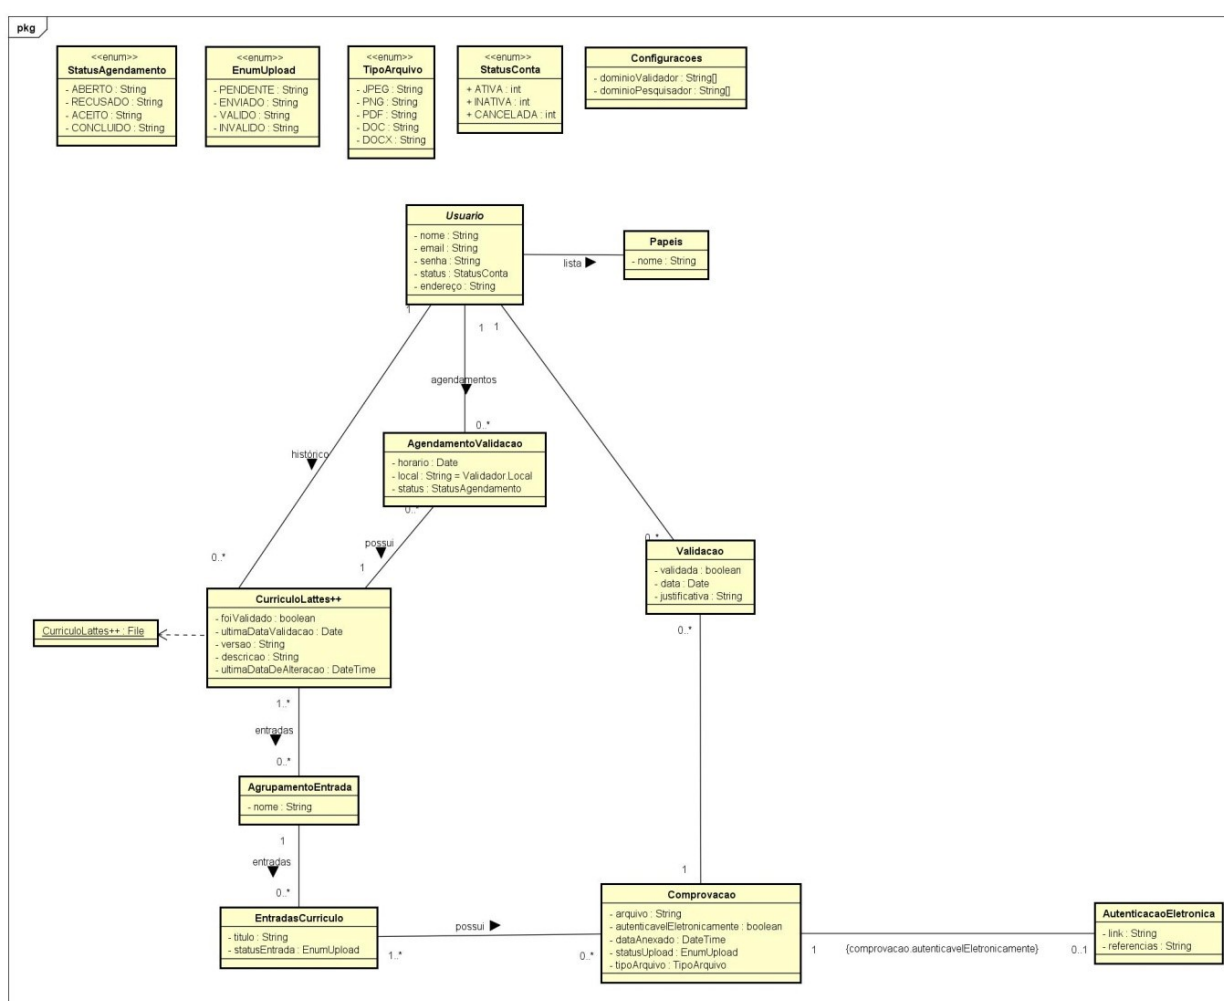 pkg
<<enum>>
StatusAgendamento
- ABERTO : String
- RECUSADO : String
- ACEITO : String
- CONCLUIDO : String
<<enum>>
EnumUpload
- PENDENTE : String
- ENVIADO : String
- VALIDO : String
- INVALIDO : String
<<enum>>
TipoArquivo
- JPEG : String
- PNG : String
- PDF : String
- DOC : String
- DOCX : String
<<enum>>
StatusConta
+ ATIVA : int
+ INATIVA : int
+ CANCELADA : int
Configuracoes
- dominioValidador : String[]
- dominioPesquisador : String[]
Usuario
- nome : String
- email : String
- senha : String
- status : StatusConta
- endereço : String
lista
Papeis
- nome : String
1
1
1
agendamentos
0..*
histórico
AgendamentoValidacao
- horario : Date
- local : String = Validador.Local
- status : StatusAgendamento
0..*
possui
1
0..*
0..*
Validacao
- validada : boolean
- data : Date
- justificativa : String
0..*
CurriculoLattes++
- foiValidado : boolean
- ultimaDataValidacao : Date
- versao : String
- descricao : String
- ultimaDataDeAlteracao : DateTime
CurriculoLattes++ : File
1..*
entradas
0..*
AgrupamentoEntrada
- nome : String
1
entradas
0..*
EntradasCurriculo
- titulo : String
- statusEntrada : EnumUpload
possui
1..*
0..*
1
Comprovacao
- arquivo : String
- autenticavelEletronicamente : boolean
- dataAnexado : DateTime
- statusUpload : EnumUpload
- tipoArquivo : TipoArquivo
1
{comprovacao.autenticavelEletronicamente}
0..1
AutenticacaoEletronica
- link : String
- referencias : String